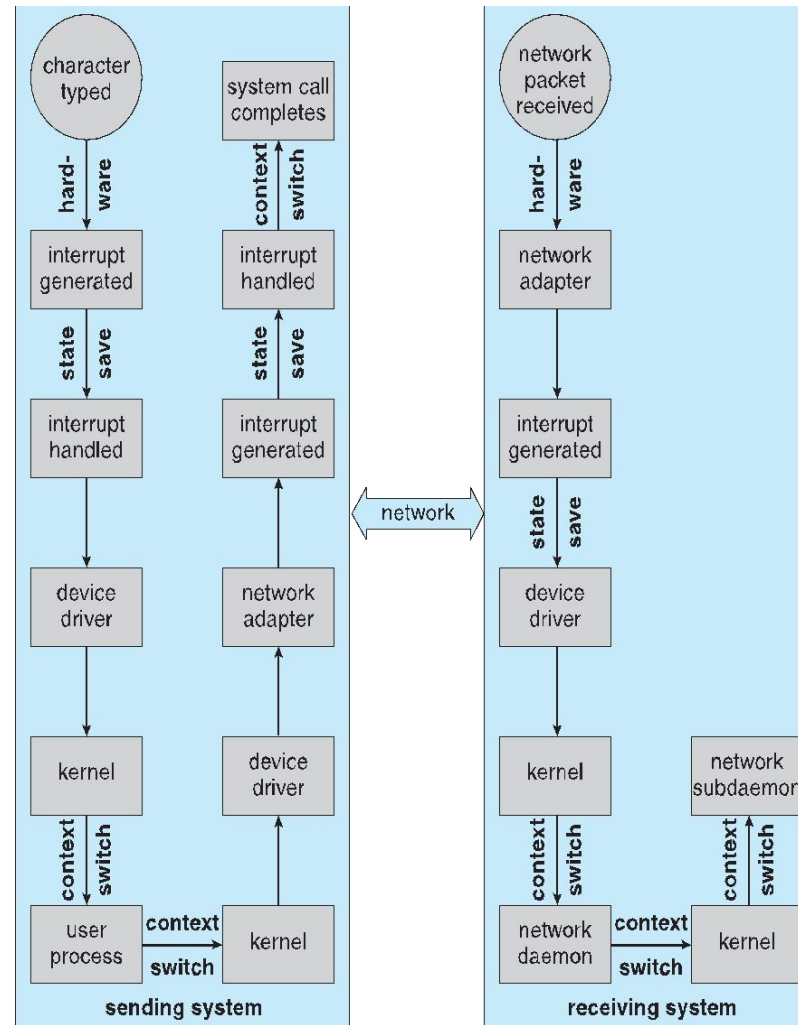 character
typed
hard-
ware
interrupt
generated
state
save
interrupt
handled
device
driver
kernel
context
switch
user
process
context
switch
kernel
device
driver
network
adapter
interrupt
generated
state
save
interrupt
handled
context
switch
system call
completes
sending system
network
network
packet
received
hard-
ware
network
adapter
interrupt
generated
state
save
device
driver
kernel
context
switch
network
daemon
context
switch
kernel
context
switch
network
subdaemon
receiving system